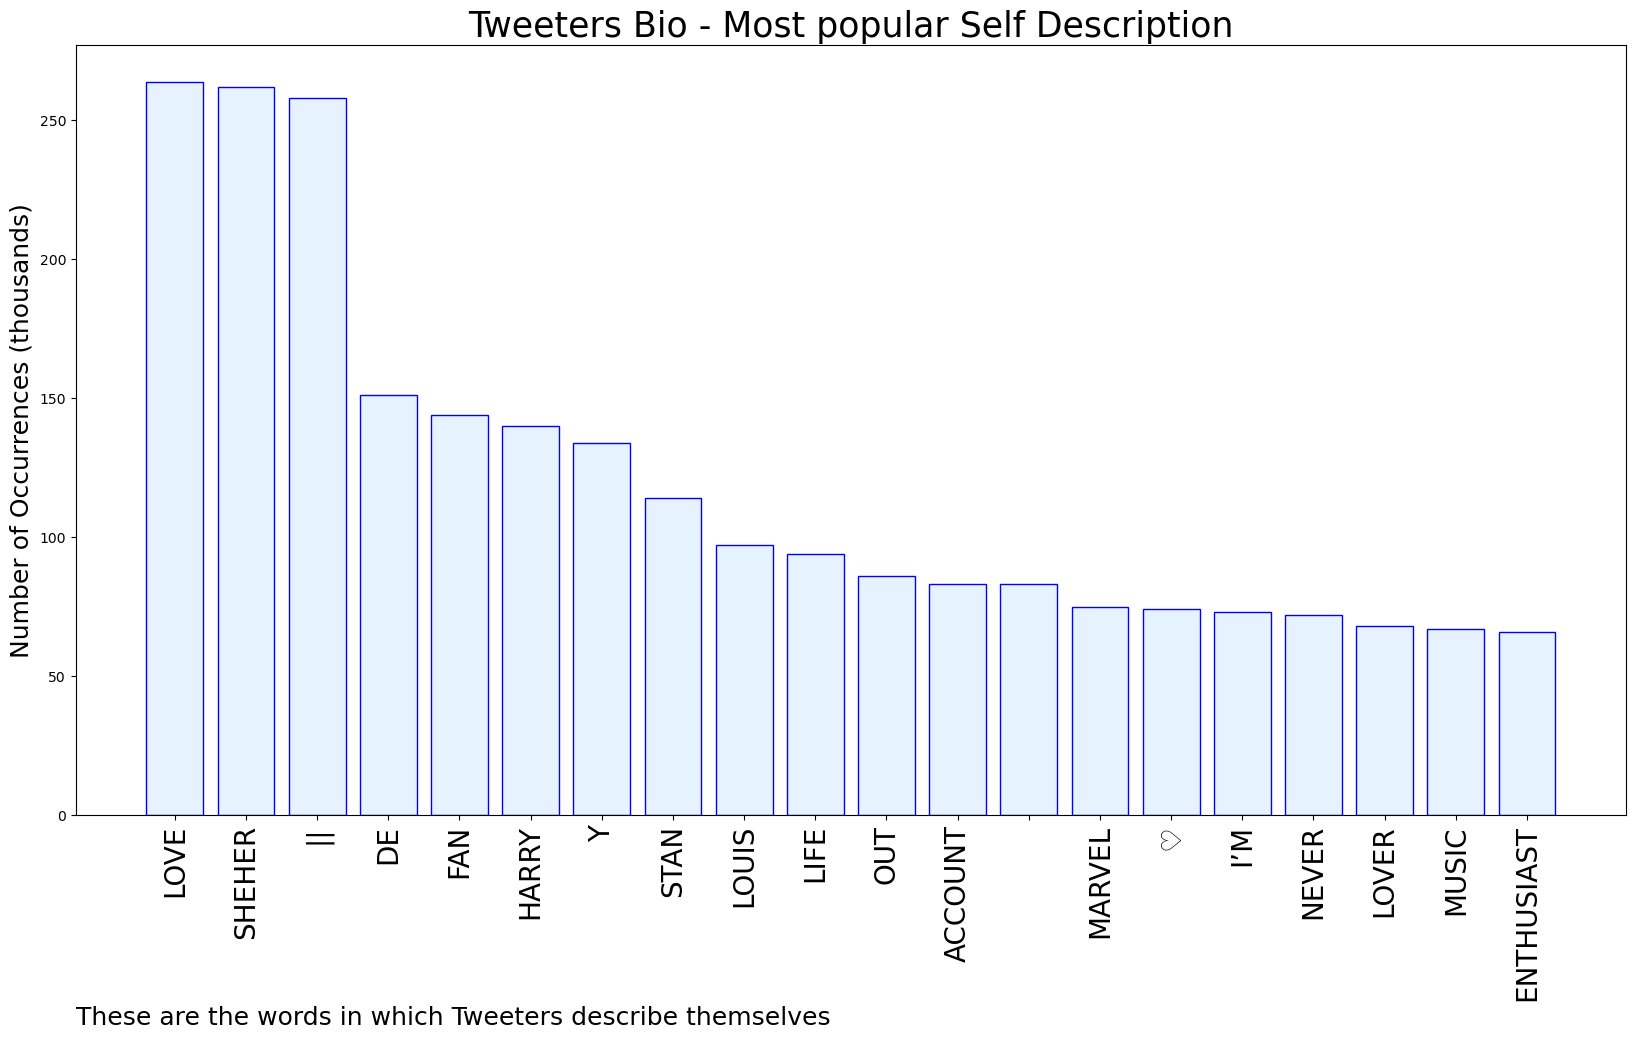 Tweeters Bio - Most popular Self Description
Number of Occurrences (thousands)
250
200
150
100
50
0
LOVE
SHEHER
||
DE
FAN
HARRY
Y
STAN
LOUIS
LIFE
OUT
ACCOUNT
MARVEL
♡
I’M
NEVER
LOVER
MUSIC
ENTHUSIAST
These are the words in which Tweeters describe themselves